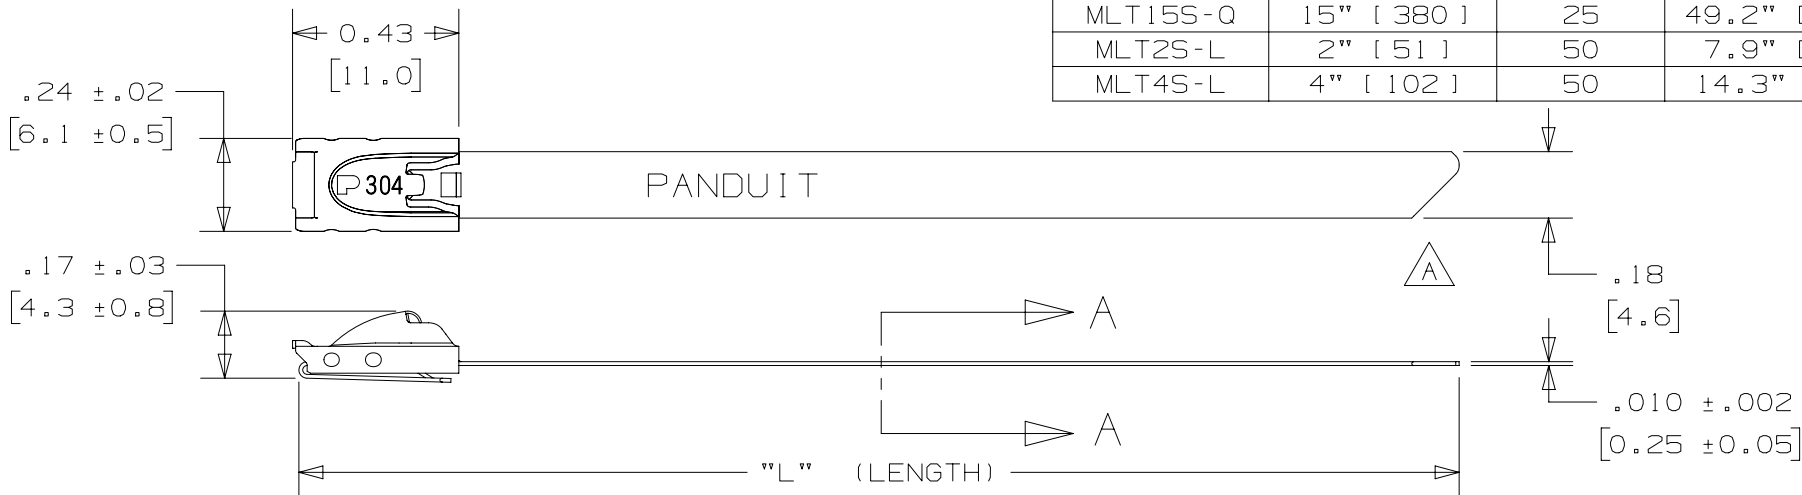 MLT15S-Q 15" [ 380 ] 25 49.2" [
MLT2S-L 2" [ 51 ] 50 7.9" [
MLT4S-L 4" [ 102 ] 50 14.3"
0.43
[11.0]
.24 ±.02
[6.1 ±0.5]
P 304
PANDUIT
A
.18
[4.6]
.17 ±.03
[4.3 ±0.8]
A
A
.010 ±.002
[0.25 ±0.05]
"L" (LENGTH)